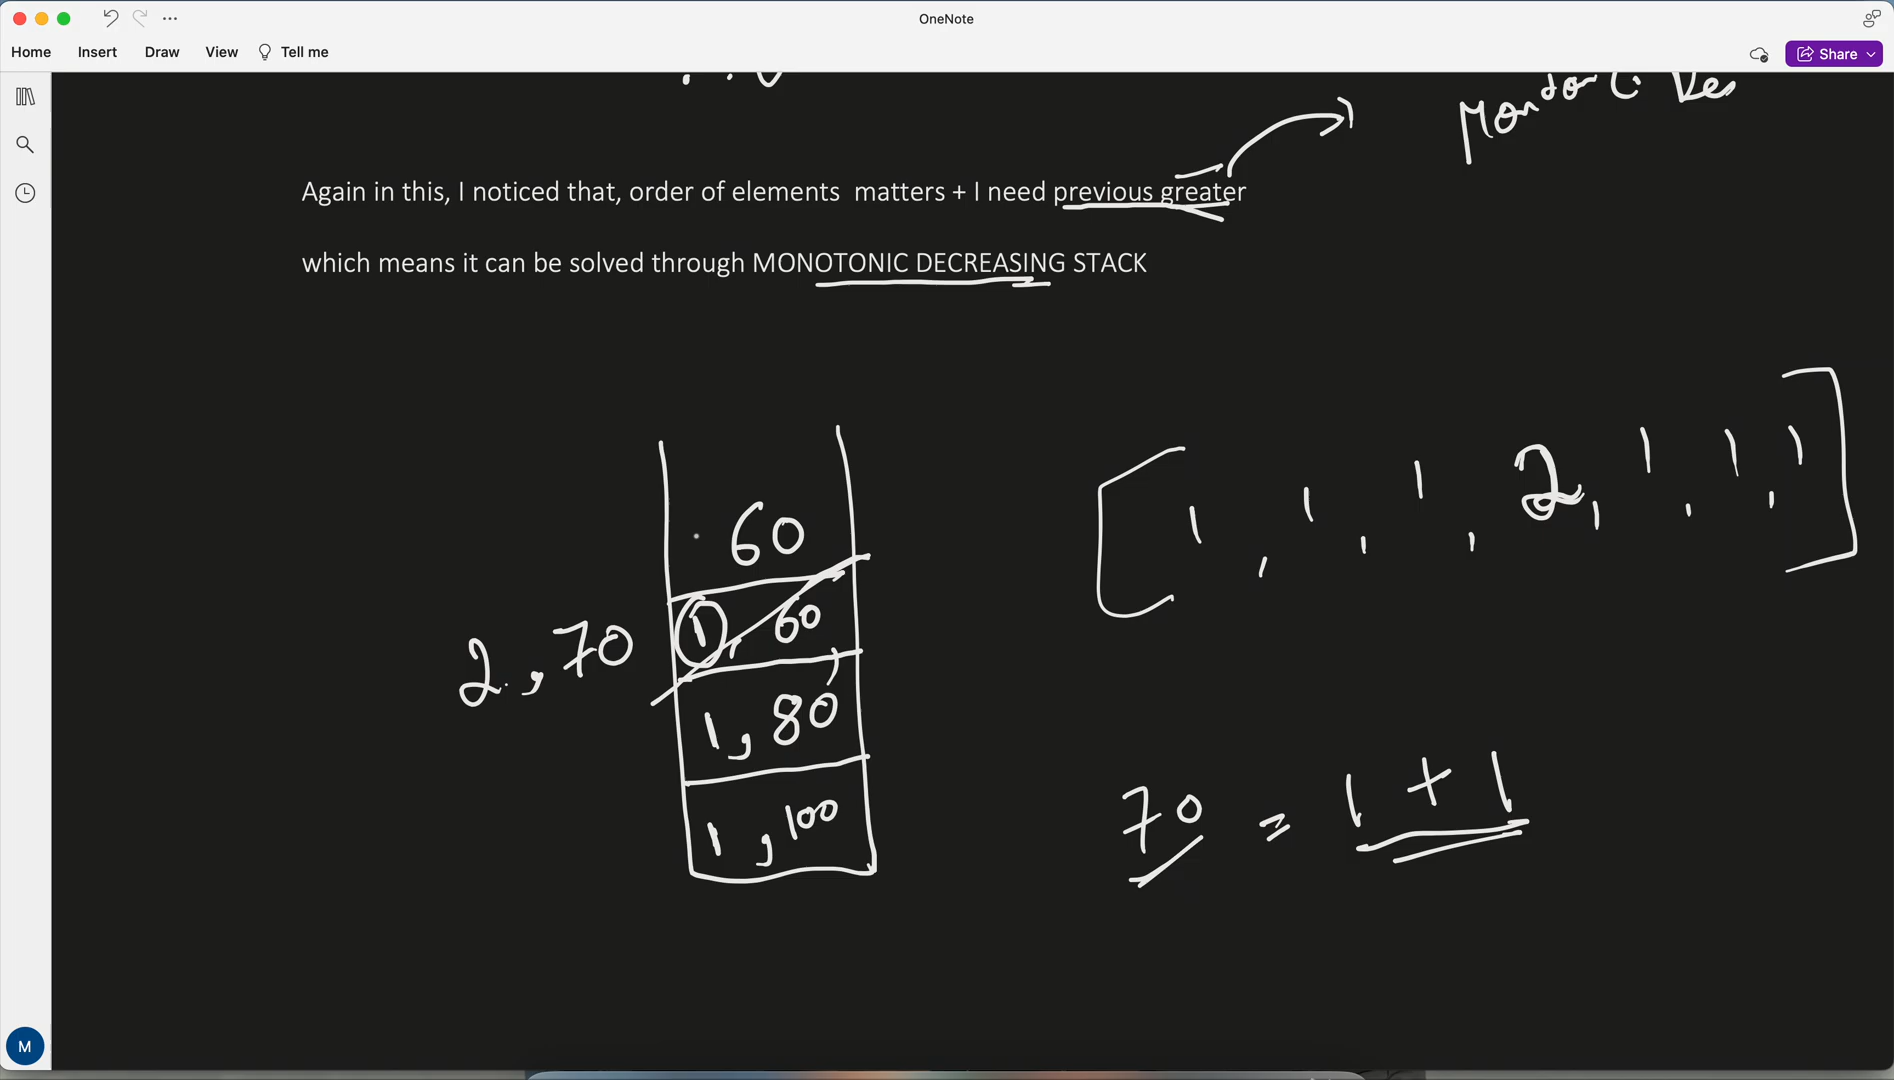 OneNote
Home Insert Draw View Tell me Share
Again in this, I noticed that, order of elements matters + I need previous greater
which means it can be solved through MONOTONIC DECREASING STACK
[1, 1, 1, 2, 1, 1, 1]
60
2, 70 1, 60
1, 80
1, 100
70 = 1 + 1
M